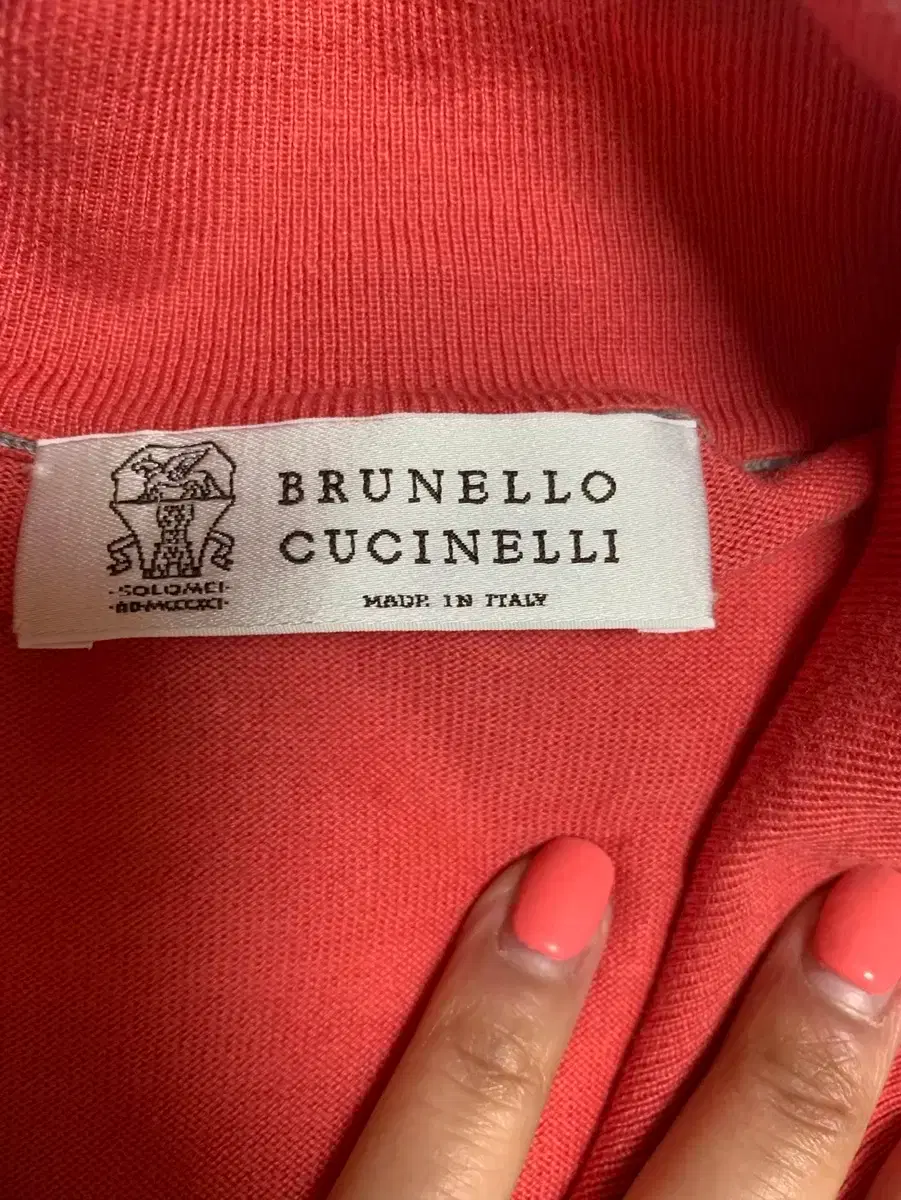 BRUNELLO
CUCINELLI
MADE IN ITALY
·SOLOMEI·
·AD·MCCCXCI·